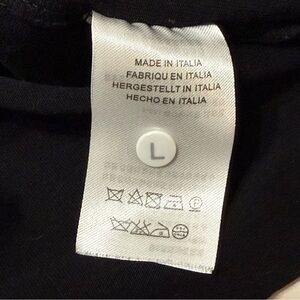 MADE IN ITALIA
FABRIQU EN ITALIA
HERGESTELLT IN ITALIA
HECHO EN ITALIA
L